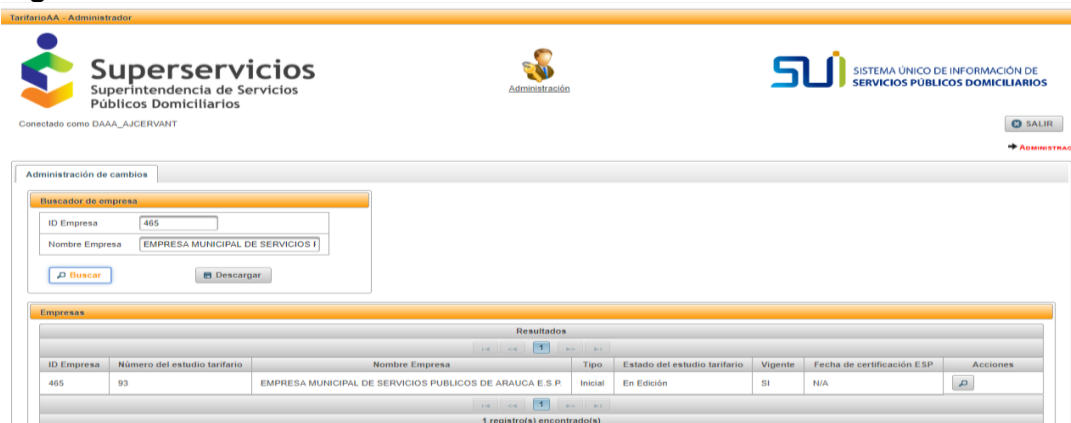 TarifarioAA - Administrador
Superservicios
Superintendencia de Servicios
Públicos Domiciliarios
Administración
SUI
SISTEMA ÚNICO DE INFORMACIÓN DE
SERVICIOS PÚBLICOS DOMICILIARIOS
Conectado como DAAA_AJCERVANT
SALIR
ADMINISTRAC
Administración de cambios
Buscador de empresa
ID Empresa 465
Nombre Empresa EMPRESA MUNICIPAL DE SERVICIOS
Buscar Descargar
Empresas
Resultados
1
ID Empresa Número del estudio tarifario Nombre Empresa Tipo Estado del estudio tarifario Vigente Fecha de certificación ESP Acciones
465 93 EMPRESA MUNICIPAL DE SERVICIOS PUBLICOS DE ARAUCA E.S.P. Inicial En Edición SI N/A
1
1 registro(s) encontrado(s)